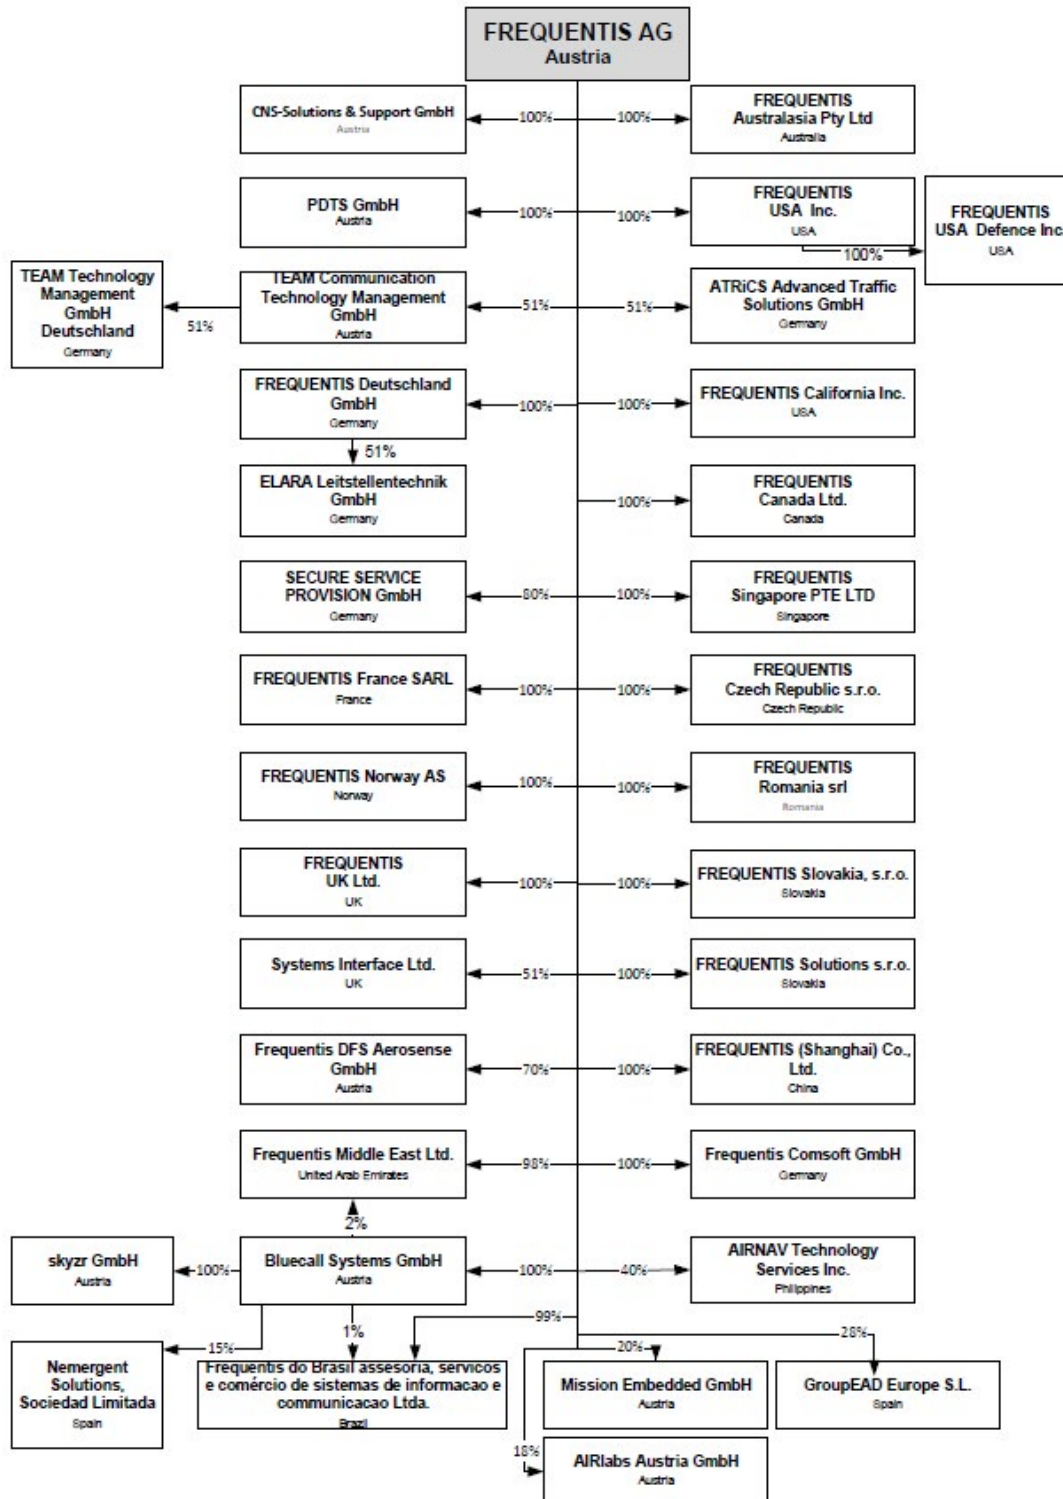 FREQUENTIS AG
Austria
CNS-Solutions & Support GmbH
Austria
100%
100%
FREQUENTIS
Australasia Pty Ltd
Australia
PDTS GmbH
Austria
100%
100%
FREQUENTIS
USA Inc.
USA
100%
FREQUENTIS
USA Defence Inc.
USA
TEAM Technology
Management
GmbH
Deutschland
Germany
51%
TEAM Communication
Technology Management
GmbH
Austria
51%
51%
ATRiCS Advanced Traffic
Solutions GmbH
Germany
FREQUENTIS Deutschland
GmbH
Germany
100%
100%
FREQUENTIS California Inc.
USA
51%
ELARA Leitstellentechnik
GmbH
Germany
100%
FREQUENTIS
Canada Ltd.
Canada
SECURE SERVICE
PROVISION GmbH
Germany
80%
100%
FREQUENTIS
Singapore PTE LTD
Singapore
FREQUENTIS France SARL
France
100%
100%
FREQUENTIS
Czech Republic s.r.o.
Czech Republic
FREQUENTIS Norway AS
Norway
100%
100%
FREQUENTIS
Romania srl
Romania
FREQUENTIS
UK Ltd.
UK
100%
100%
FREQUENTIS Slovakia, s.r.o.
Slovakia
Systems Interface Ltd.
UK
51%
100%
FREQUENTIS Solutions s.r.o.
Slovakia
Frequentis DFS Aerosense
GmbH
Austria
70%
100%
FREQUENTIS (Shanghai) Co.,
Ltd.
China
Frequentis Middle East Ltd.
United Arab Emirates
98%
100%
Frequentis Comsoft GmbH
Germany
2%
skyzr GmbH
Austria
100%
Bluecall Systems GmbH
Austria
100%
40%
AIRNAV Technology
Services Inc.
Philippines
15%
1%
99%
20%
28%
Nemergent
Solutions,
Sociedad Limitada
Spain
Frequentis do Brasil assesoria, servicos
e comércio de sistemas de informacao e
communicacao Ltda.
Brazil
Mission Embedded GmbH
Austria
GroupEAD Europe S.L.
Spain
18%
AIRlabs Austria GmbH
Austria